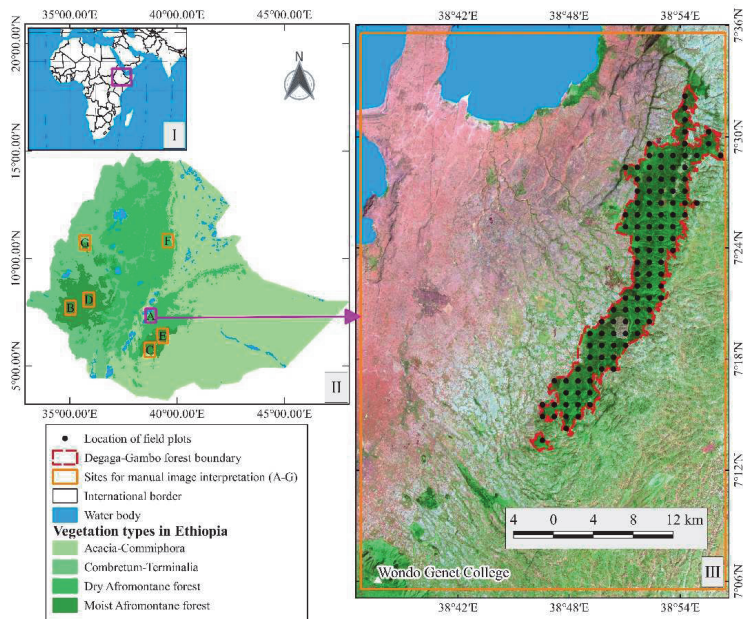 35°00.00'E
40°00.00'E
45°00.00'E
20°00.00'N
15°00.00'N
10°00.00'N
5°00.00'N
N
I
G
F
D
B
A
E
C
II
35°00.00'E
40°00.00'E
45°00.00'E
Location of field plots
Degaga-Gambo forest boundary
Sites for manual image interpretation (A-G)
International border
Water body
Vegetation types in Ethiopia
Acacia-Commiphora
Combretum-Terminalia
Dry Afromontane forest
Moist Afromontane forest
38°42'E
38°48'E
38°54'E
7°36'N
7°30'N
7°24'N
7°18'N
7°12'N
7°06'N
4 0 4 8 12 km
Wondo Genet College
III
38°42'E
38°48'E
38°54'E